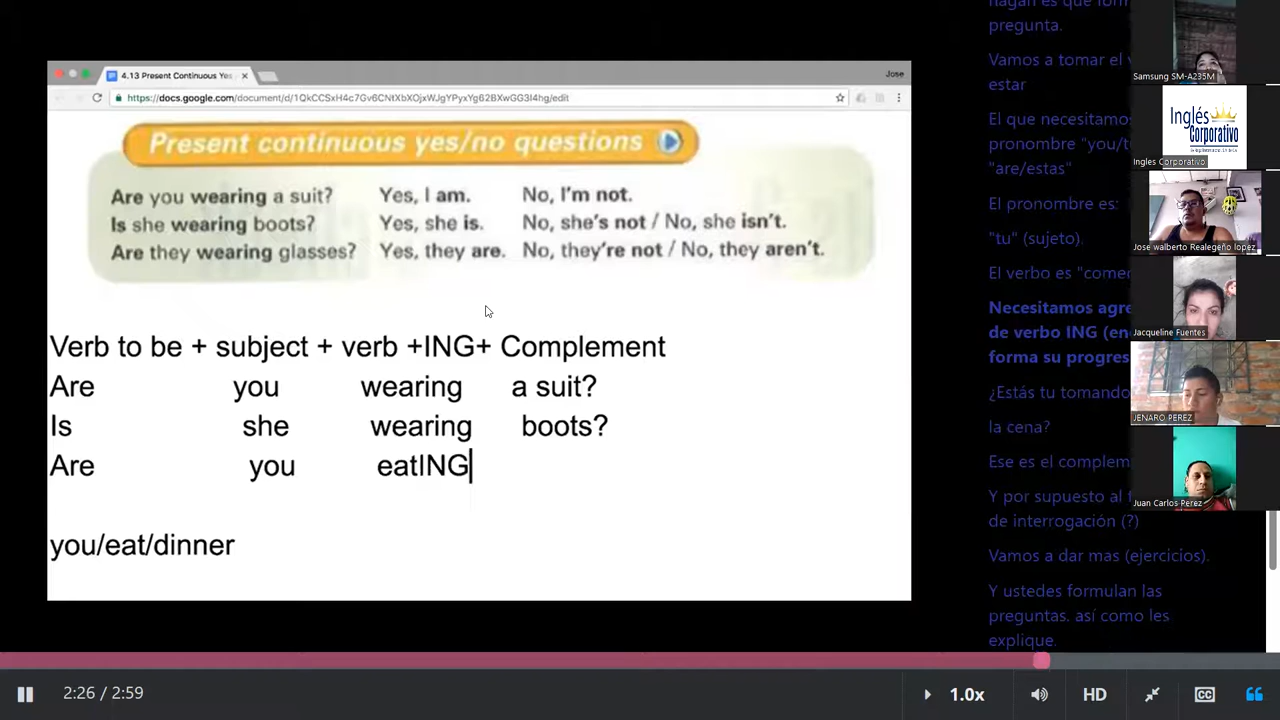 4.13 Present Continuous Yes
Jose
https://docs.google.com/document/d/1QkCCSxH4c7Gv6CNtXbXOjxWJgYPyxYg62BXwGG3l4hg/edit
Present continuous yes/no questions
Are you wearing a suit? Yes, I am. No, I'm not.
Is she wearing boots? Yes, she is. No, she's not / No, she isn't.
Are they wearing glasses? Yes, they are. No, they're not / No, they aren't.
Verb to be + subject + verb +ING+ Complement
Are you wearing a suit?
Is she wearing boots?
Are you eatING
you/eat/dinner
pregunta.
Vamos a tomar el
estar
El que necesitamos
pronombre "you/
"are/estas"
El pronombre es:
"tu" (sujeto).
El verbo es "come
Necesitamos agre
de verbo ING (en
forma su progres
¿Estás tu tomando
la cena?
Ese es el complem
Y por supuesto al
de interrogación (?)
Vamos a dar mas (ejercicios).
Y ustedes formulan las
preguntas. así como les
explique.
Samsung SM-A235M
Inglés
Corporativo
Ingles Corporativo
Jose walberto Realegeño lopez
Jacqueline Fuentes
JENARO PEREZ
Juan Carlos Perez
2:26 / 2:59
1.0x
HD
CC